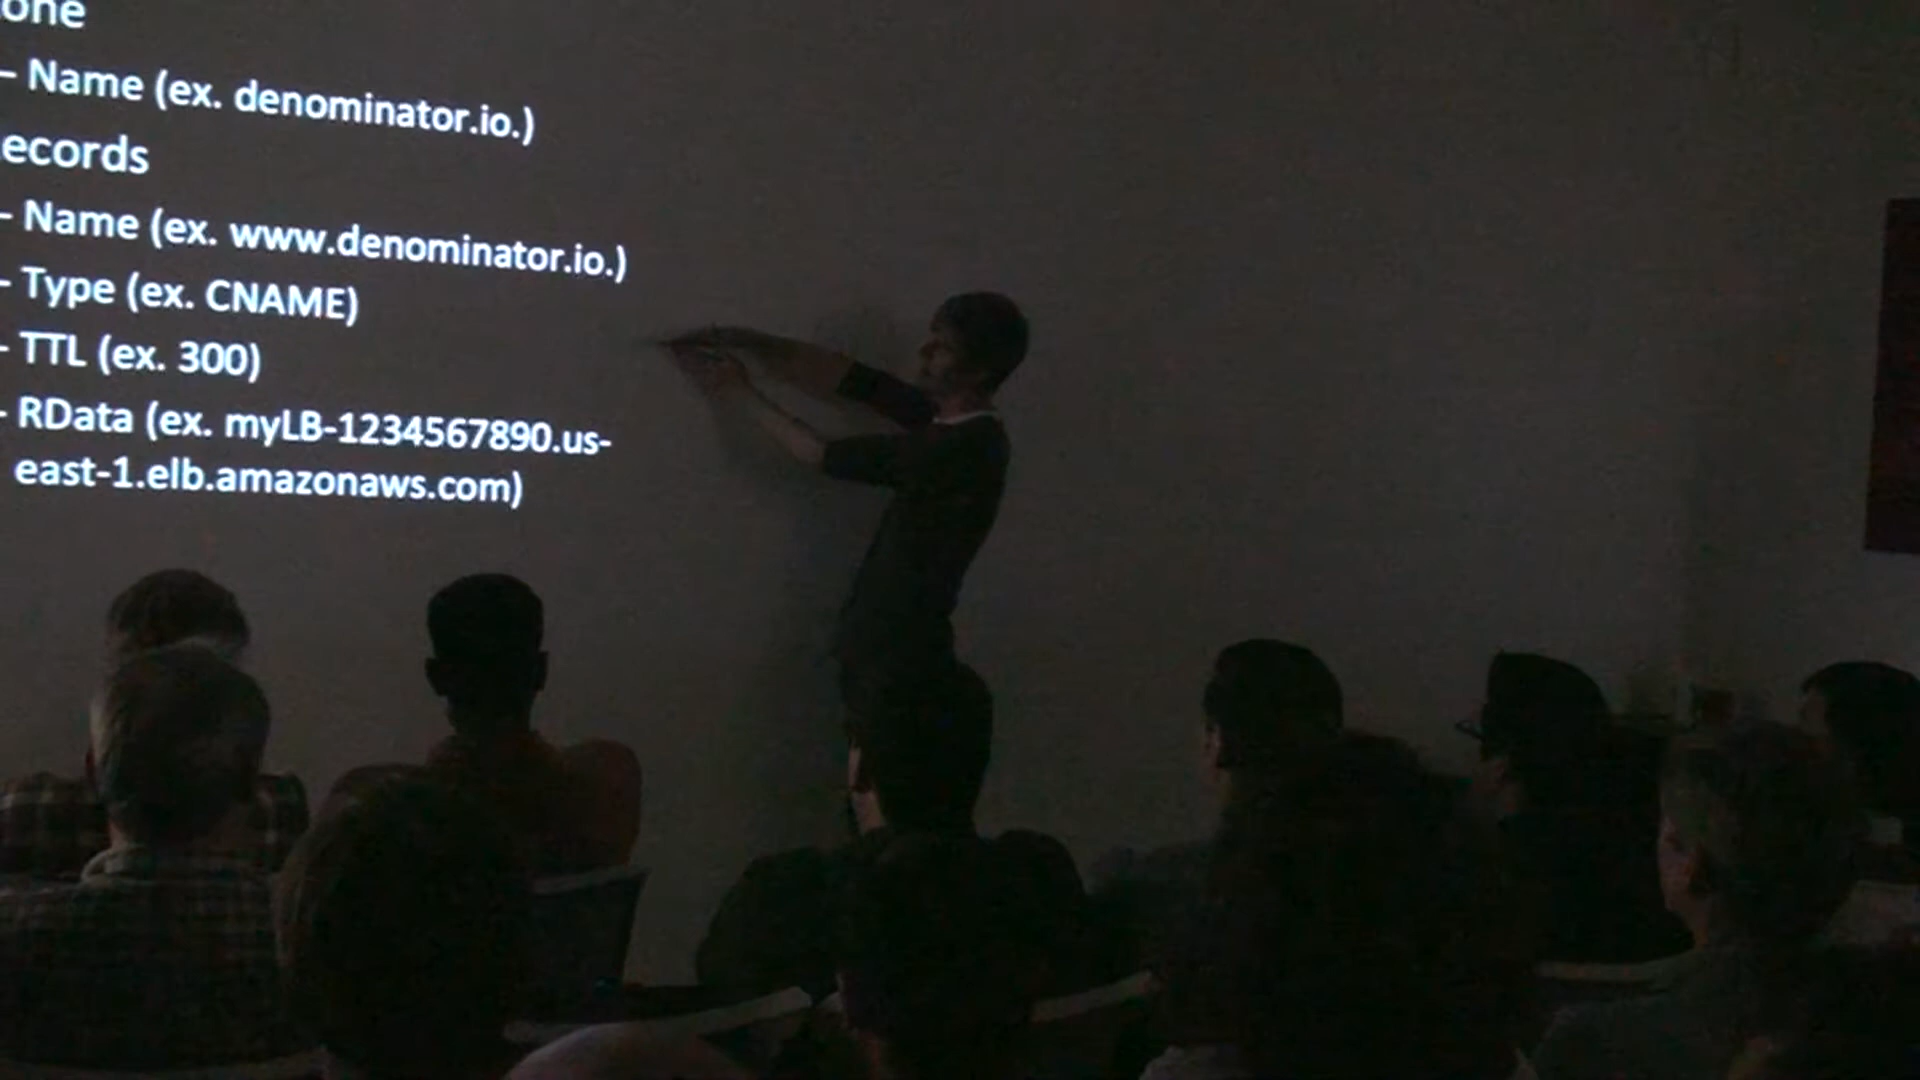 one
– Name (ex. denominator.io.)
ecords
- Name (ex. www.denominator.io.)
- Type (ex. CNAME)
- TTL (ex. 300)
- RData (ex. myLB-1234567890.us-
east-1.elb.amazonaws.com)